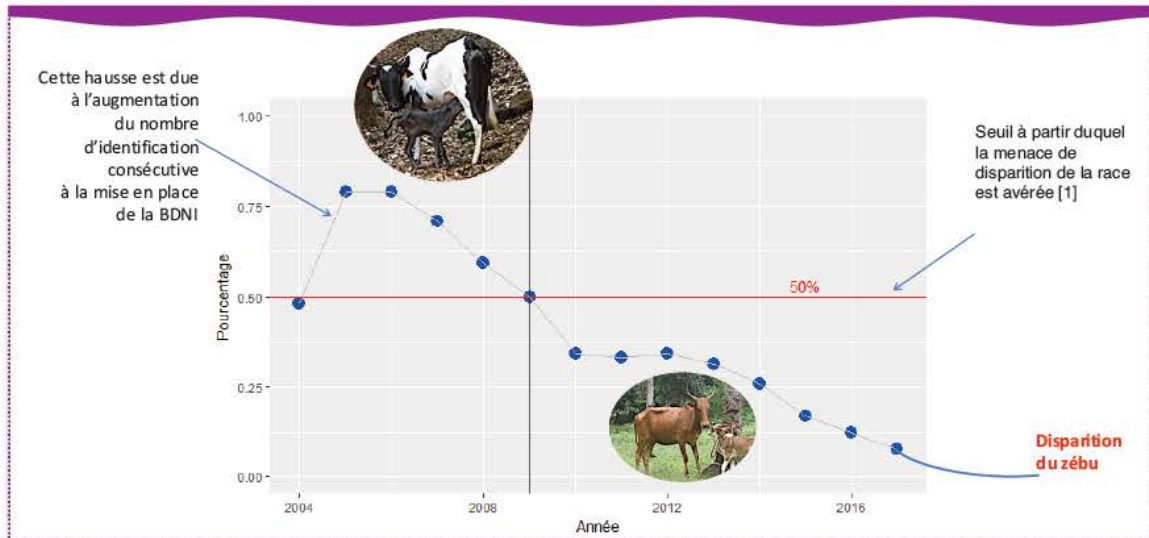 Cette hausse est due
à l'augmentation
du nombre
d'identification
consécutive
à la mise en place
de la BDNI
Seuil à partir duquel
la menace de
disparition de la race
est avérée [1]
1.00
0.75
0.50
0.25
0.00
Pourcentage
50%
Disparition
du zébu
2004
2008
2012
2016
Année